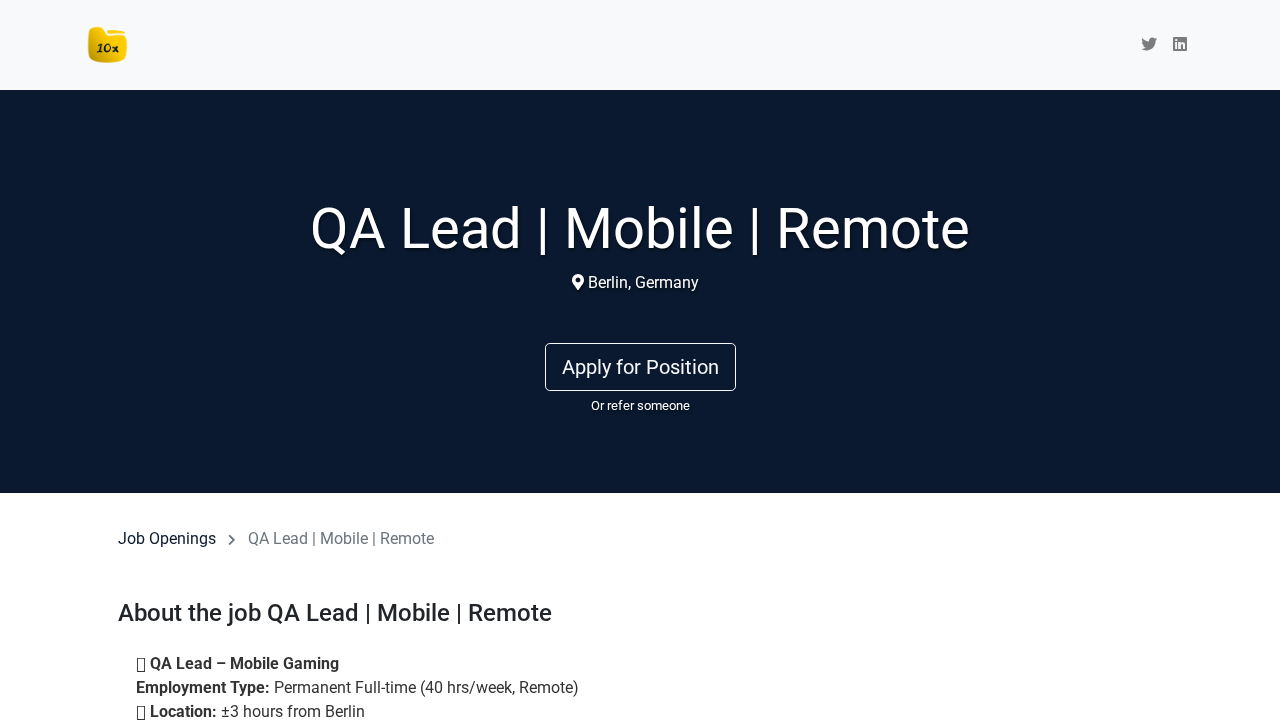 10x
QA Lead | Mobile | Remote
Berlin, Germany
Apply for Position
Or refer someone
Job Openings
QA Lead | Mobile | Remote
About the job QA Lead | Mobile | Remote
QA Lead – Mobile Gaming
Employment Type: Permanent Full-time (40 hrs/week, Remote)
Location: ±3 hours from Berlin